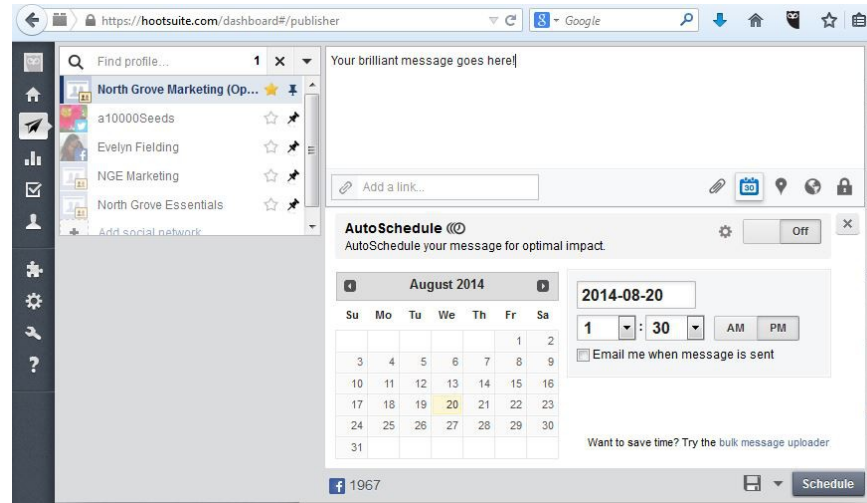 https://hootsuite.com/dashboard#/publisher
Google
Find profile... 1
North Grove Marketing (Op...
a10000Seeds
Evelyn Fielding
NGE Marketing
North Grove Essentials
Add social network
Your brilliant message goes here!
Add a link...
30
AutoSchedule
AutoSchedule your message for optimal impact.
Off
August 2014
Su Mo Tu We Th Fr Sa
1 2
3 4 5 6 7 8 9
10 11 12 13 14 15 16
17 18 19 20 21 22 23
24 25 26 27 28 29 30
31
2014-08-20
1 : 30 AM PM
Email me when message is sent
Want to save time? Try the bulk message uploader
1967
Schedule